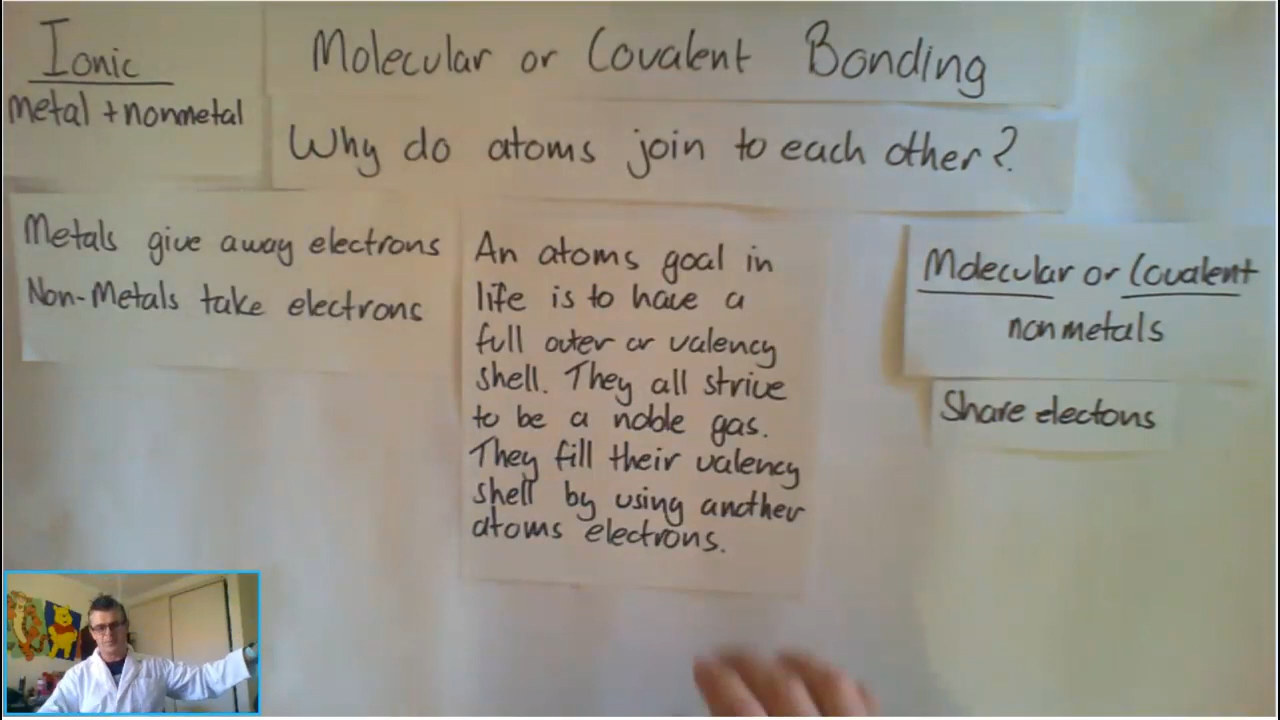 Ionic
metal + nonmetal
Molecular or Covalent Bonding
Why do atoms join to each other?
Metals give away electrons
Non-Metals take electrons
An atoms goal in
life is to have a
full outer or valency
shell. They all strive
to be a noble gas.
They fill their valency
shell by using another
atoms electrons.
Molecular or Covalent
nonmetals
Share electons